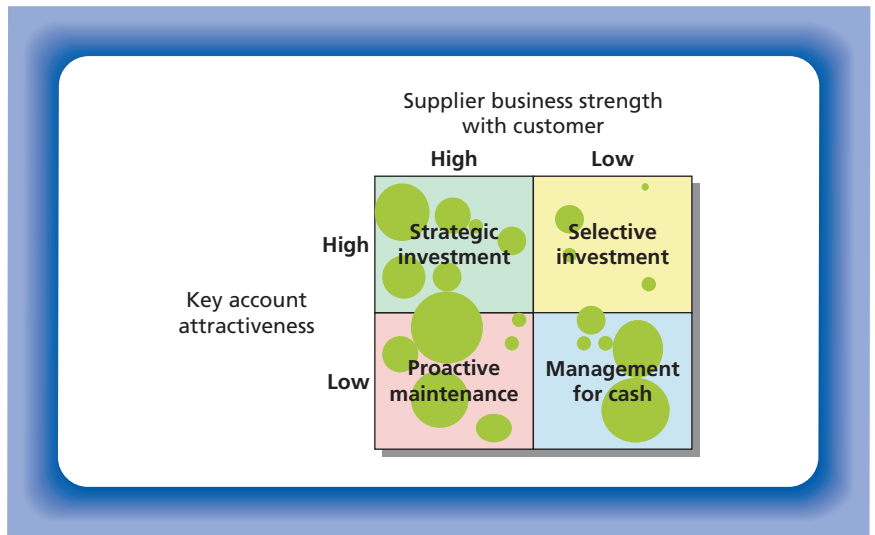 Supplier business strength
with customer
High
Low
High
Strategic
investment
Selective
investment
Key account
attractiveness
Low
Proactive
maintenance
Management
for cash